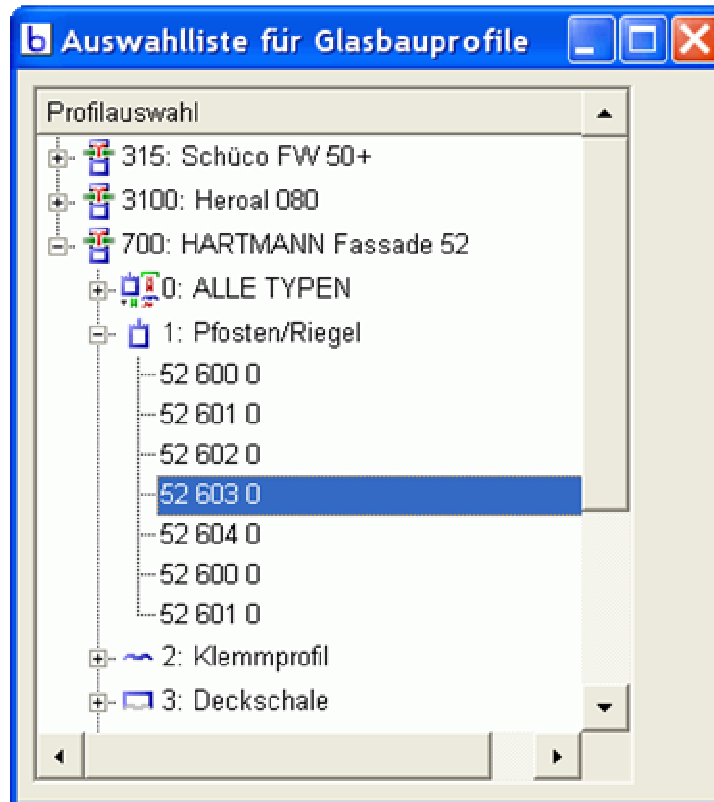 b Auswahlliste für Glasbauprofile
Profilauswahl
315: Schüco FW 50+
3100: Heroal 080
700: HARTMANN Fassade 52
0: ALLE TYPEN
1: Pfosten/Riegel
52 600 0
52 601 0
52 602 0
52 603 0
52 604 0
52 600 0
52 601 0
2: Klemmprofil
3: Deckschale